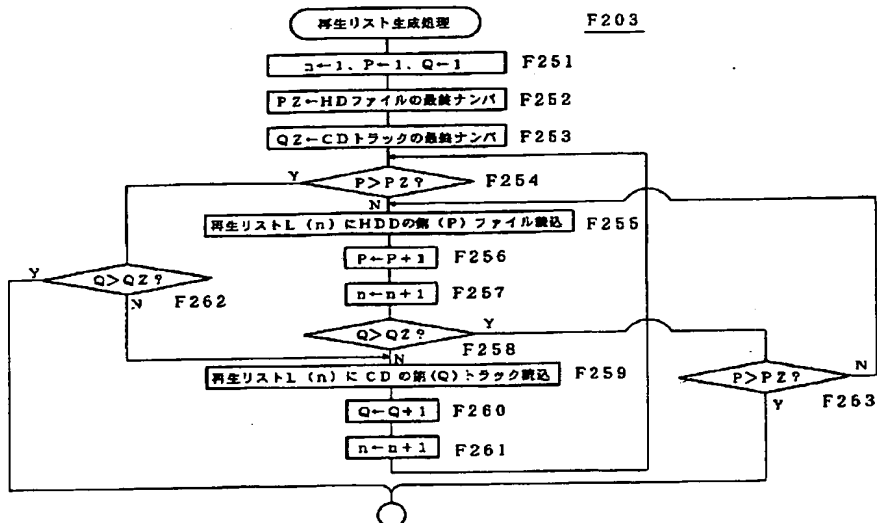 再生リスト生成処理
F203
n←1、P←1、Q←1
F251
PZ←HDファイルの最終ナンバ
F252
QZ←CDトラックの最終ナンバ
F253
Y
P>PZ?
F254
N
再生リストL(n)にHDDの第(P)ファイル読込
F255
P←P+1
F256
Y
Q>QZ?
N
F262
n←n+1
F257
Q>QZ?
Y
F258
N
再生リストL(n)にCDの第(Q)トラック読込
F259
P>PZ?
N
F263
Y
Q←Q+1
F260
n←n+1
F261